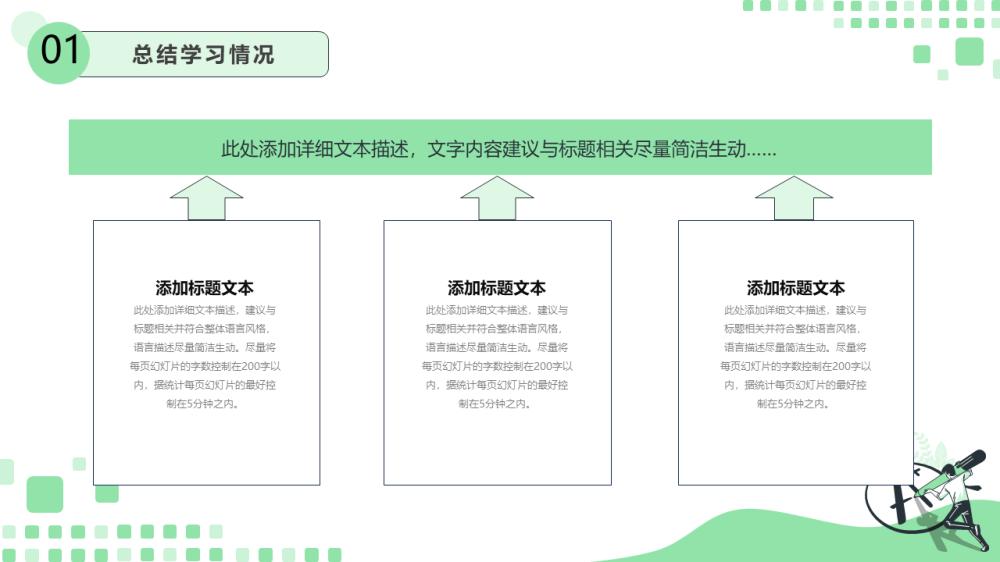 01
总结学习情况
此处添加详细文本描述，文字内容建议与标题相关尽量简洁生动......
添加标题文本
此处添加详细文本描述，建议与
标题相关并符合整体语言风格，
语言描述尽量简洁生动。尽量将
每页幻灯片的字数控制在200字以
内，据统计每页幻灯片的最好控
制在5分钟之内。
添加标题文本
此处添加详细文本描述，建议与
标题相关并符合整体语言风格，
语言描述尽量简洁生动。尽量将
每页幻灯片的字数控制在200字以
内，据统计每页幻灯片的最好控
制在5分钟之内。
添加标题文本
此处添加详细文本描述，建议与
标题相关并符合整体语言风格，
语言描述尽量简洁生动。尽量将
每页幻灯片的字数控制在200字以
内，据统计每页幻灯片的最好控
制在5分钟之内。